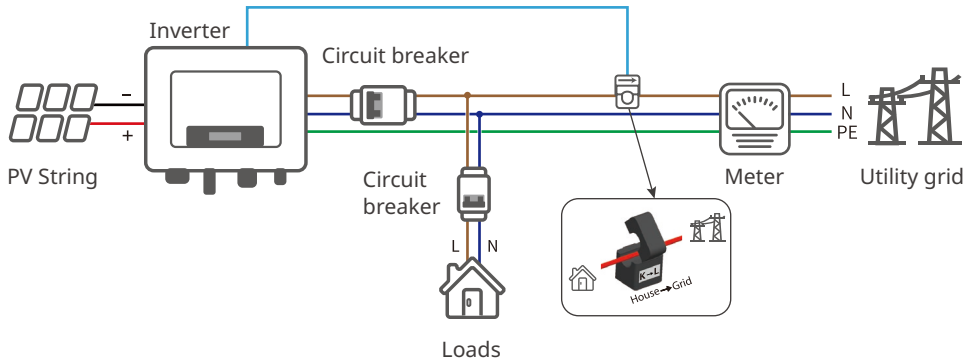 Inverter
Circuit breaker
−
+
L
N
PE
PV String
Circuit
breaker
Meter
Utility grid
L N
K→L
House→Grid
Loads